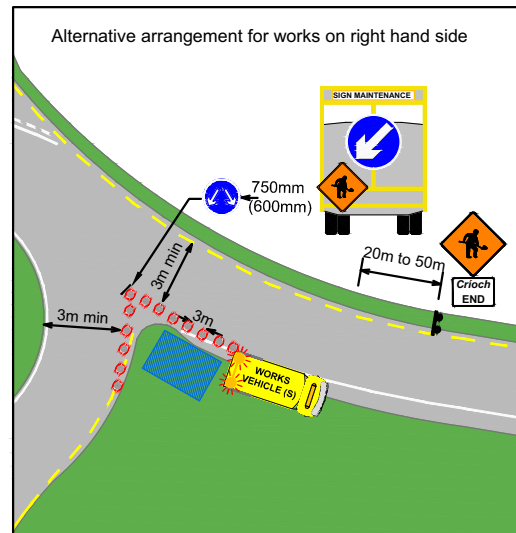 Alternative arrangement for works on right hand side
SIGN MAINTENANCE
750mm
(600mm)
20m to 50m
Críoch
END
3m min
3m min
3m
WORKS
VEHICLE (S)